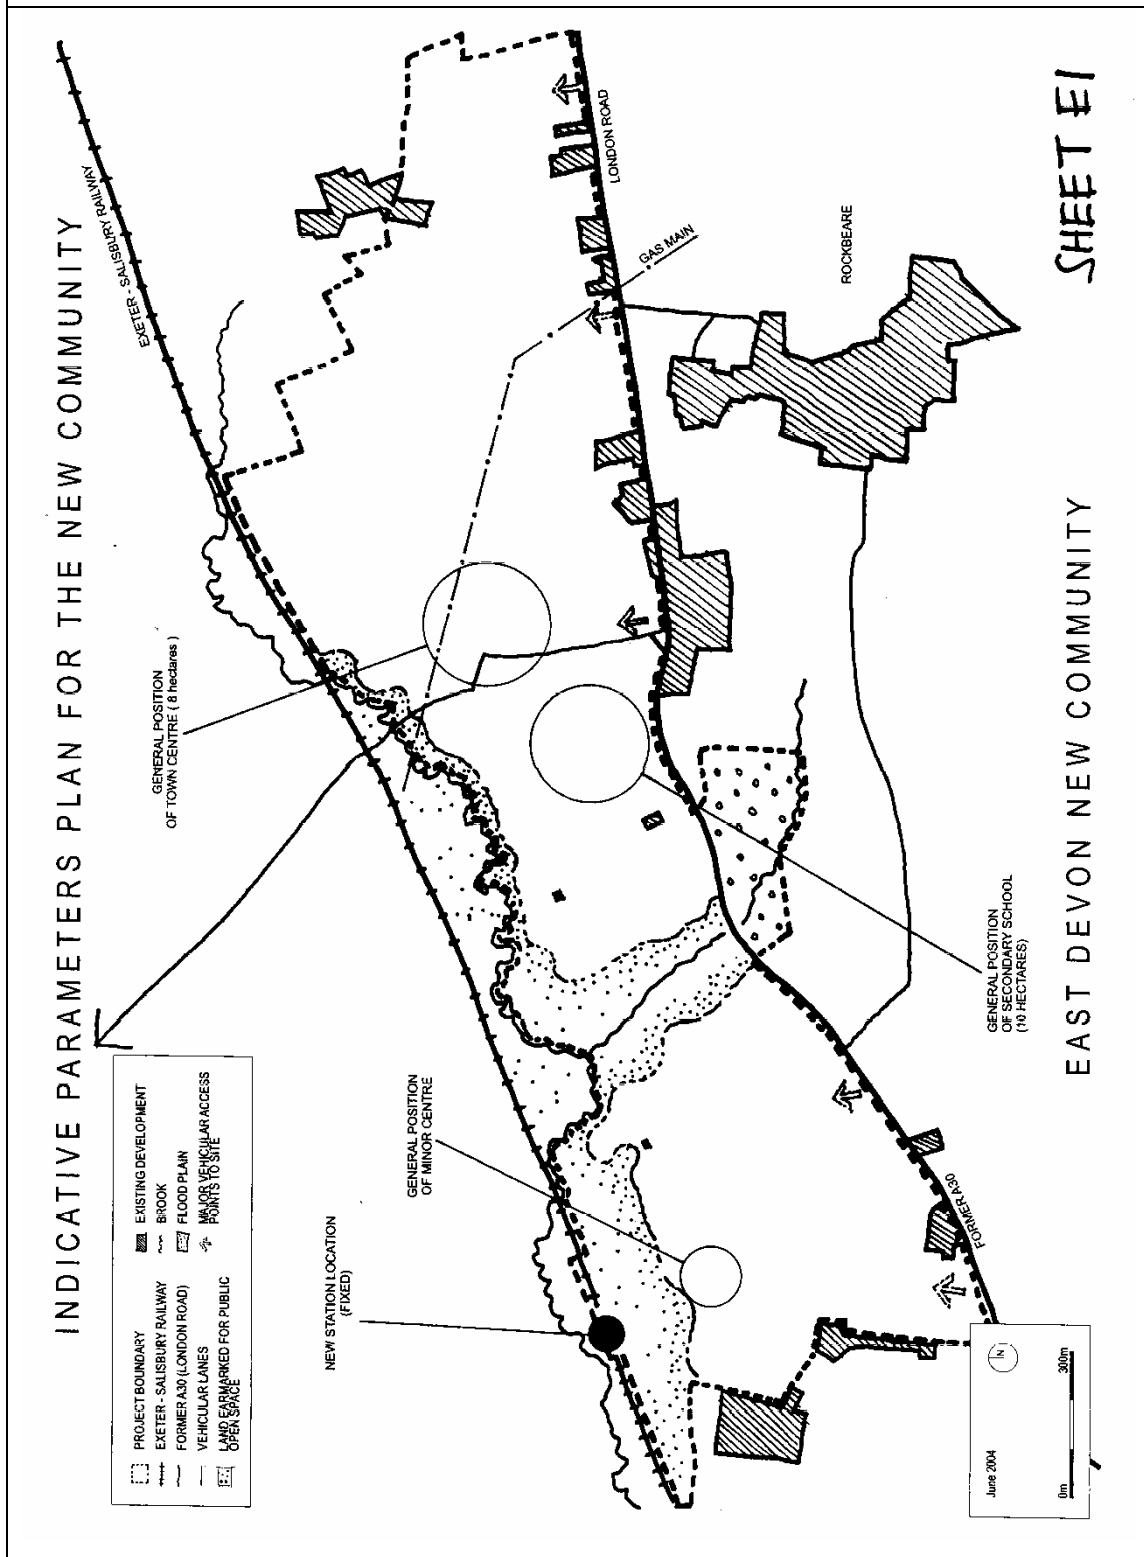 INDICATIVE PARAMETERS PLAN FOR THE NEW COMMUNITY
PROJECT BOUNDARY
EXETER - SALISBURY RAILWAY
FORMER A30 (LONDON ROAD)
VEHICULAR LANES
LAND EARMARKED FOR PUBLIC
OPEN SPACE
EXISTING DEVELOPMENT
BROOK
FLOOD PLAIN
MAJOR VEHICULAR ACCESS
POINTS TO SITE
EXETER - SALISBURY RAILWAY
GENERAL POSITION
OF TOWN CENTRE ( 8 hectares )
NEW STATION LOCATION
(FIXED)
GENERAL POSITION
OF MINOR CENTRE
LONDON ROAD
GAS MAIN
ROCKBEARE
FORMER A30
GENERAL POSITION
OF SECONDARY SCHOOL
(10 HECTARES)
June 2004
N
0m
300m
EAST DEVON NEW COMMUNITY
SHEET E1